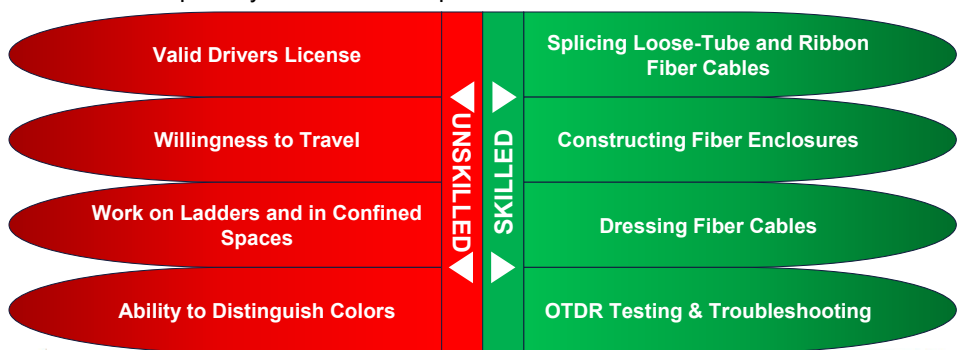 Valid Drivers License
Splicing Loose-Tube and Ribbon
Fiber Cables
Willingness to Travel
Constructing Fiber Enclosures
Work on Ladders and in Confined
Spaces
Dressing Fiber Cables
Ability to Distinguish Colors
OTDR Testing & Troubleshooting
UNSKILLED
SKILLED